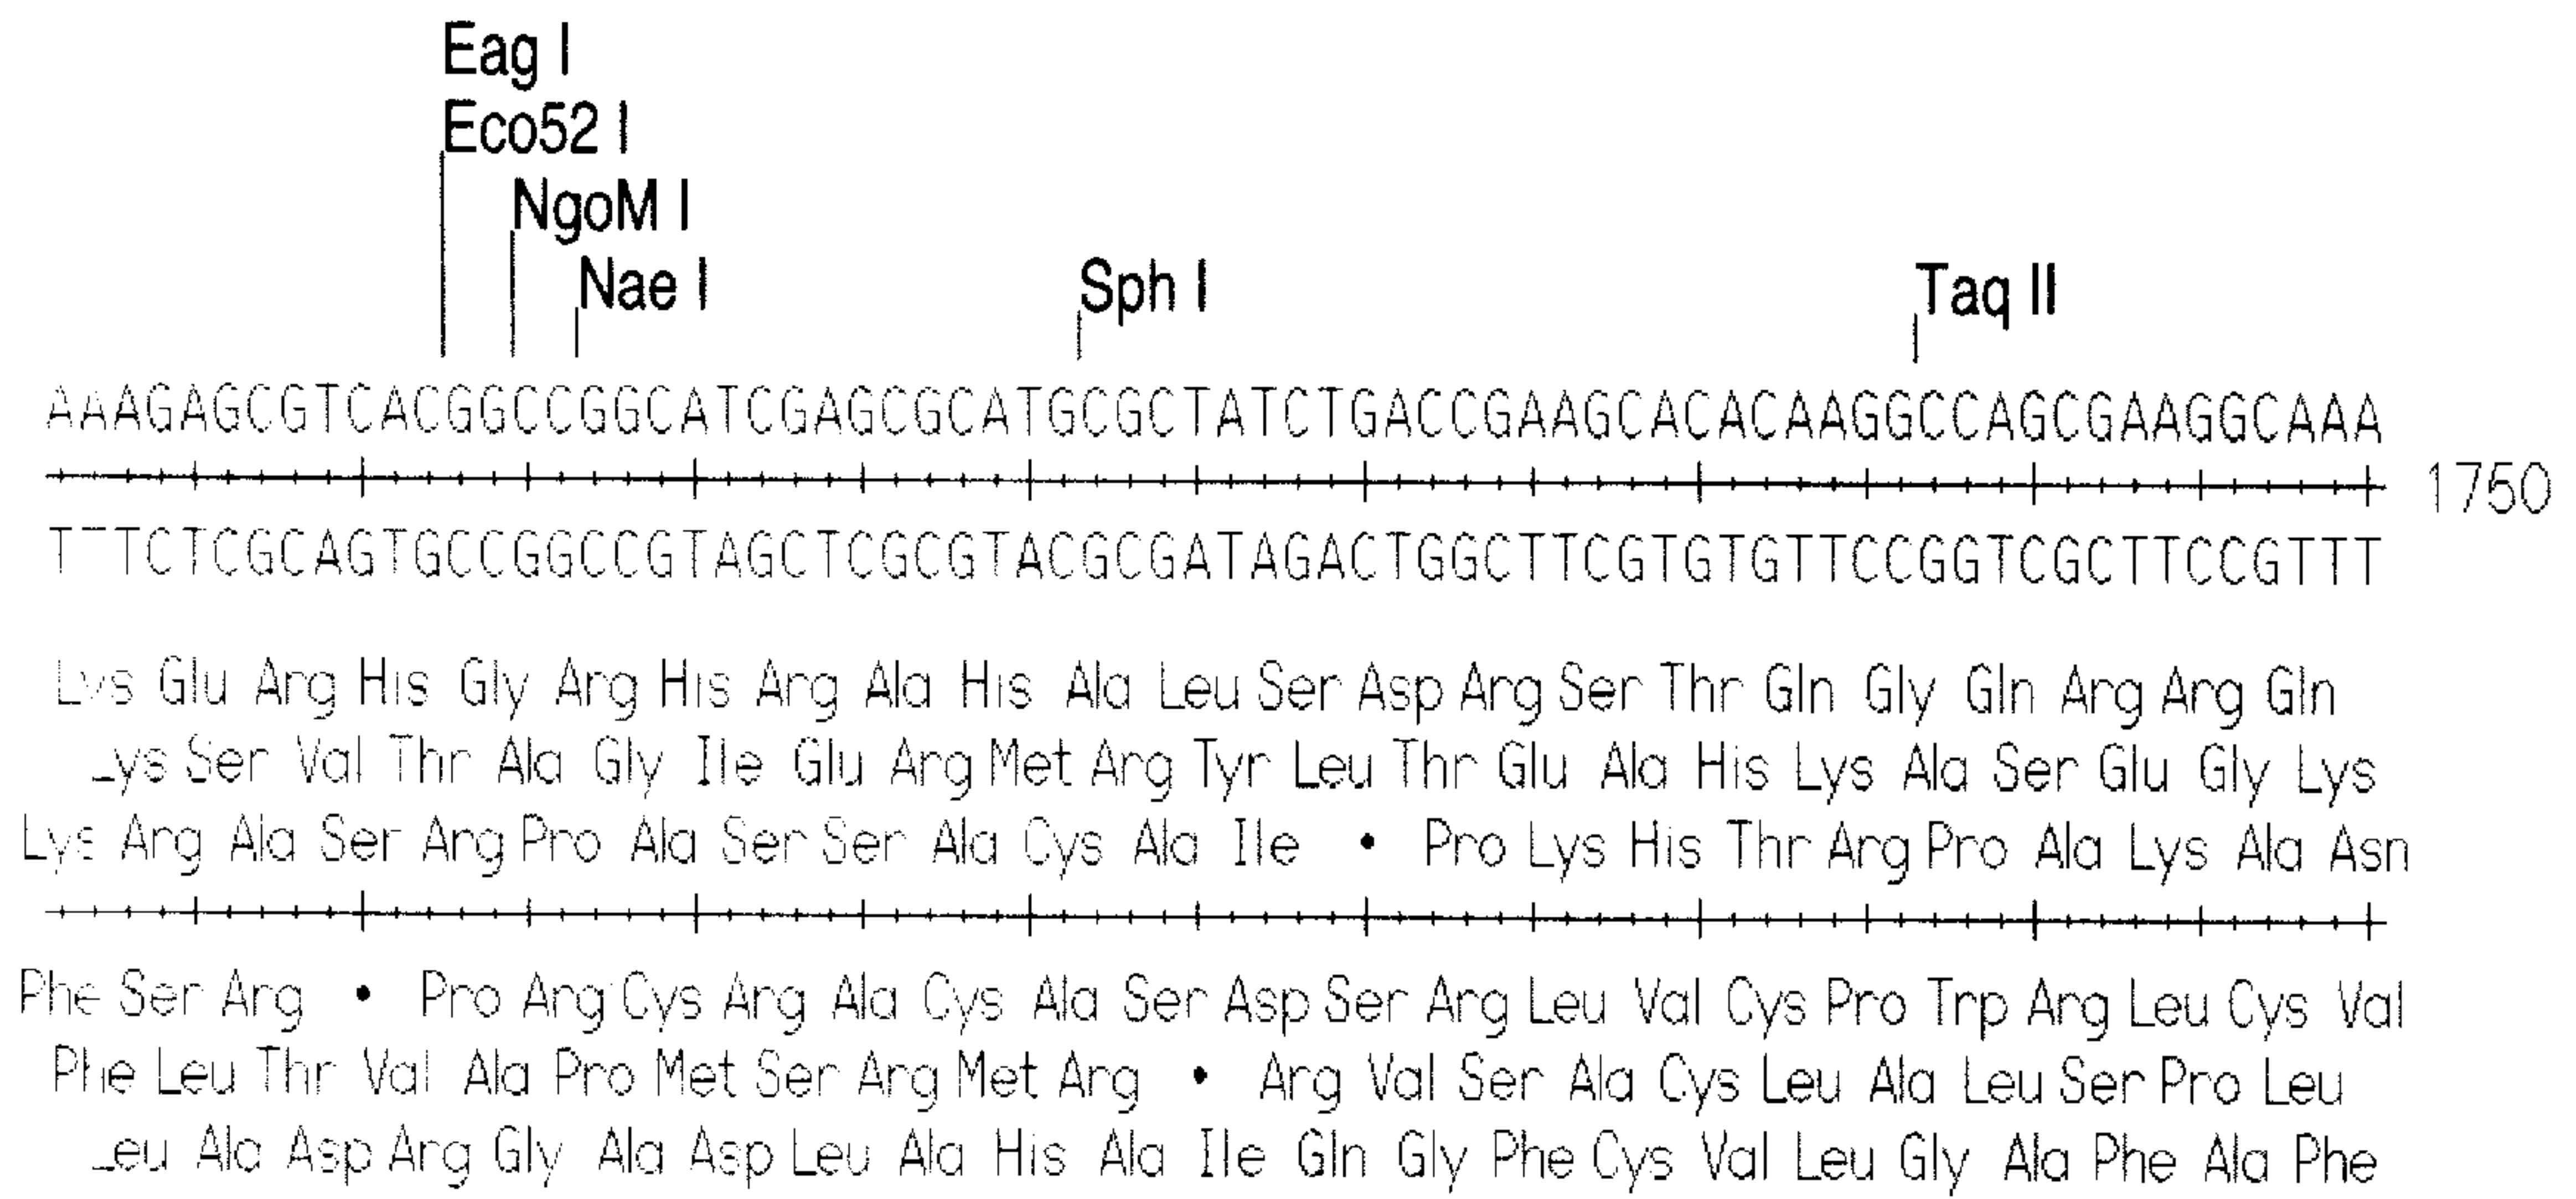 Eag I
Eco52 I
NgoM I
Nae I
Sph I
Taq II
AAAGAGCGTCACGGCCGGCATCGAGCGCATGCGCTATCTGACCGAAGCACACAAGGCCAGCGAAGGCAAA
1750
TTTCTCGCAGTGCCGGCCGTAGCTCGCGTACGCGATAGACTGGCTTCGTGTGTTCCGGTCGCTTCCGTTT
Lys Glu Arg His Gly Arg His Arg Ala His Ala Leu Ser Asp Arg Ser Thr Gln Gly Gln Arg Arg Gln
Lys Ser Val Thr Ala Gly Ile Glu Arg Met Arg Tyr Leu Thr Glu Ala His Lys Ala Ser Glu Gly Lys
Lys Arg Ala Ser Arg Pro Ala Ser Ser Ala Cys Ala Ile • Pro Lys His Thr Arg Pro Ala Lys Ala Asn
Phe Ser Arg • Pro Arg Cys Arg Ala Cys Ala Ser Asp Ser Arg Leu Val Cys Pro Trp Arg Leu Cys Val
Phe Leu Thr Val Ala Pro Met Ser Arg Met Arg • Arg Val Ser Ala Cys Leu Ala Leu Ser Pro Leu
Leu Ala Asp Arg Gly Ala Asp Leu Ala His Ala Ile Gln Gly Phe Cys Val Leu Gly Ala Phe Ala Phe